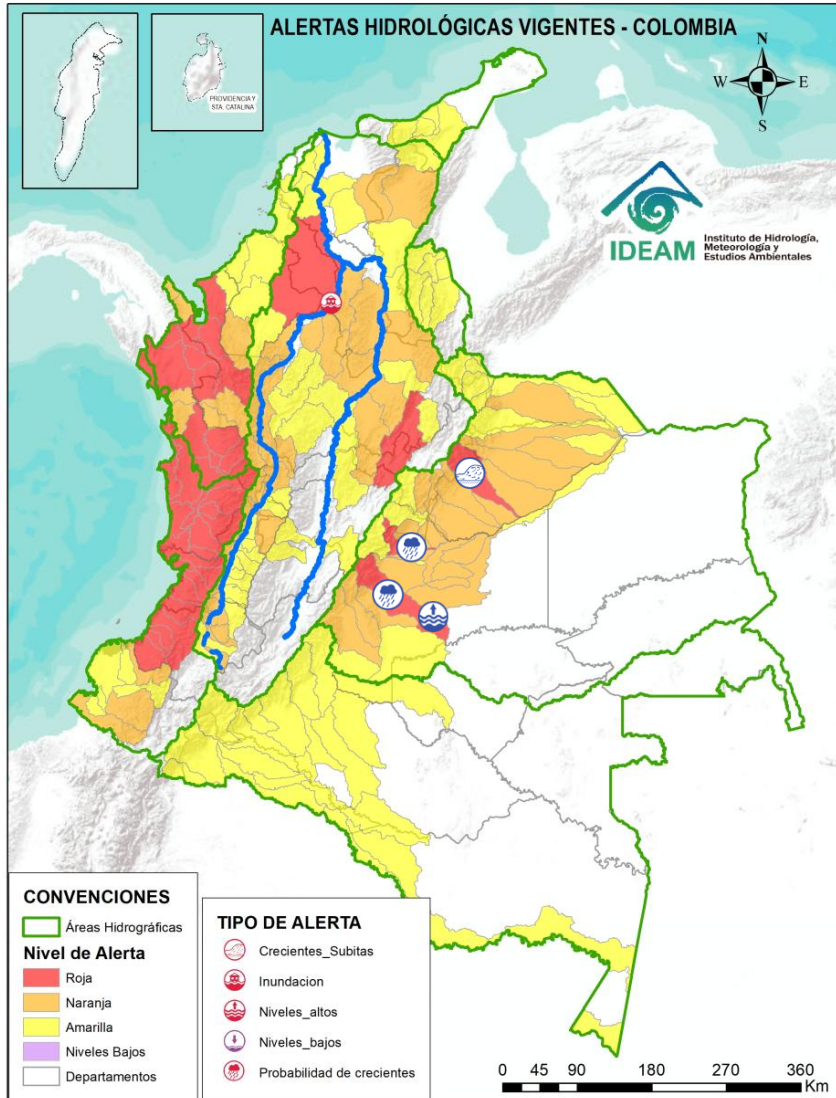 ALERTAS HIDROLÓGICAS VIGENTES - COLOMBIA
PROVIDENCIA Y
STA. CATALINA
N
W
E
S
IDEAM
Instituto de Hidrología,
Meteorología y
Estudios Ambientales
CONVENCIONES
Áreas Hidrográficas
Nivel de Alerta
Roja
Naranja
Amarilla
Niveles Bajos
Departamentos
TIPO DE ALERTA
Crecientes_Subitas
Inundacion
Niveles_altos
Niveles_bajos
Probabilidad de crecientes
0 45 90 180 270 360
Km